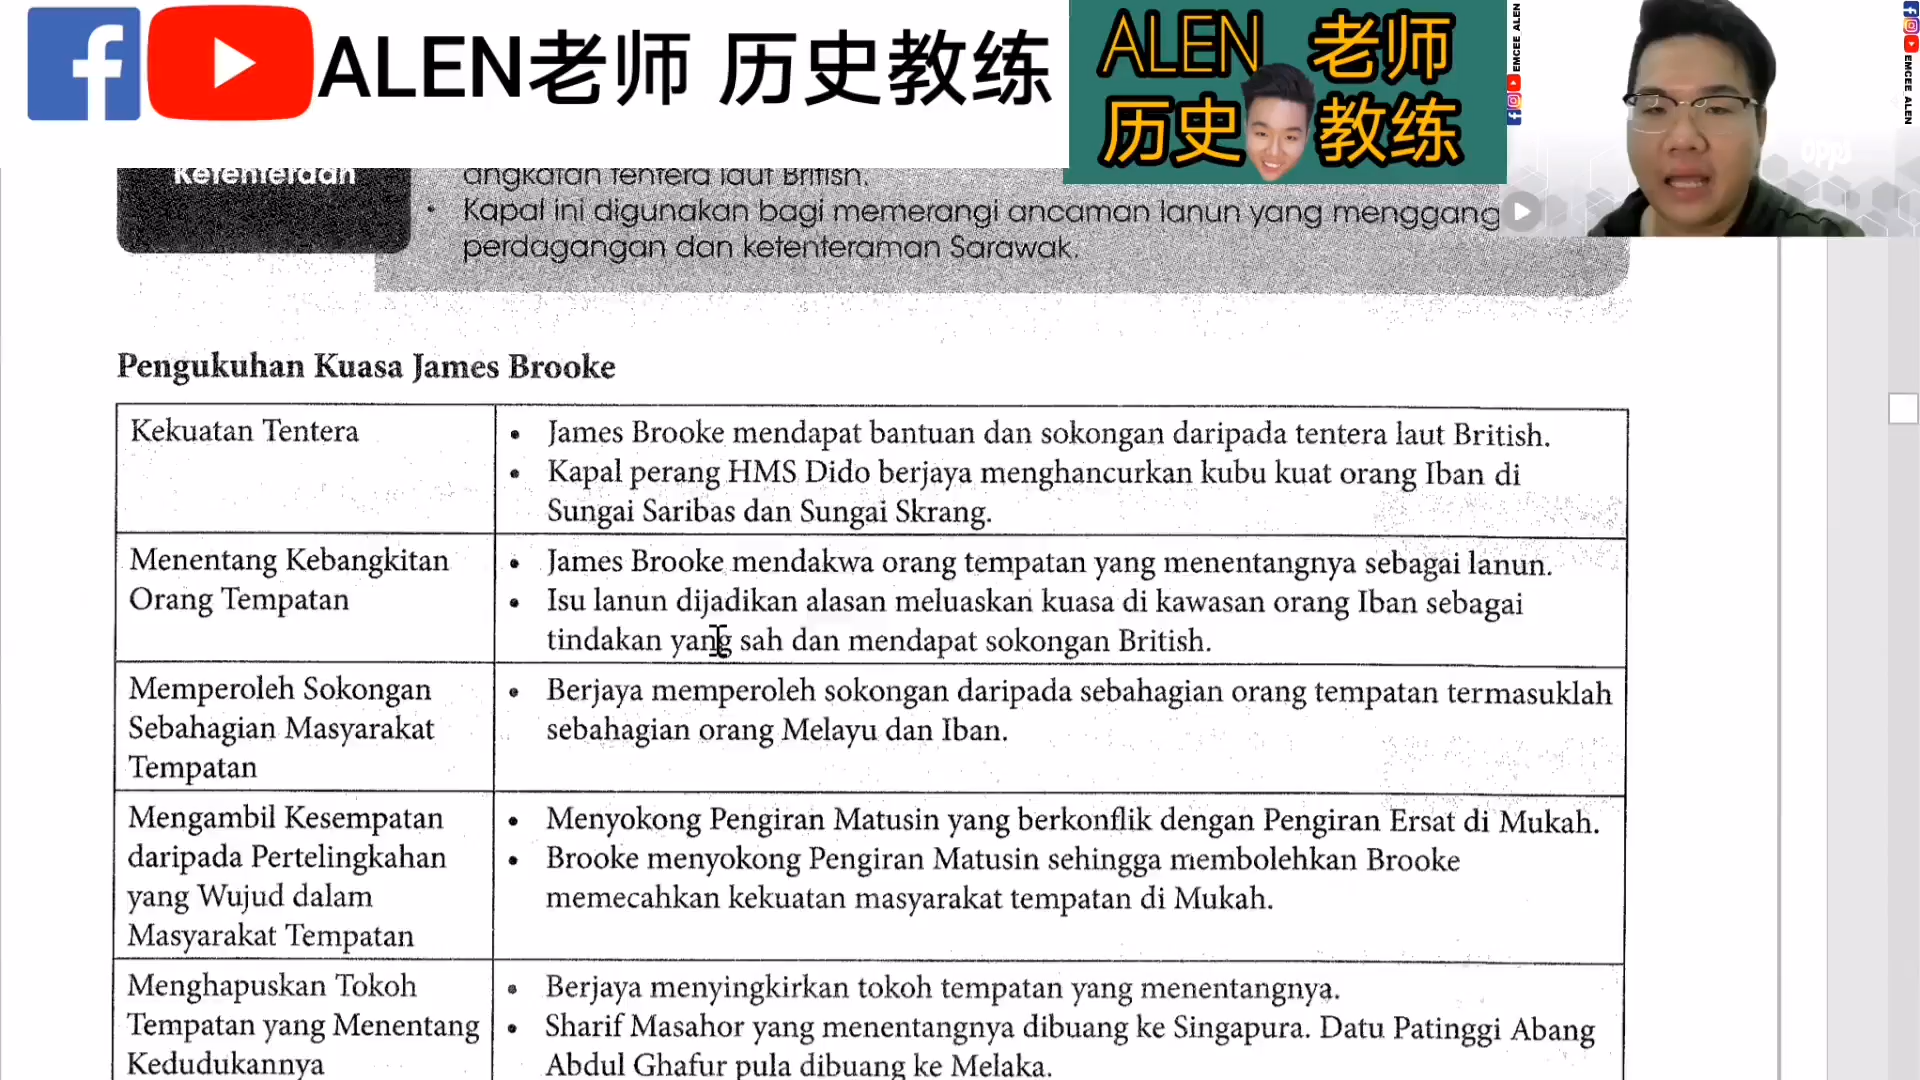 ALEN老师 历史教练
ALEN 老师
历史 教练
EMCEE ALEN
EMCEE ALEN
Ketenteraan
angkatan tentera laut British.
• Kapal ini digunakan bagi memerangi ancaman lanun yang menggang
perdagangan dan ketenteraman Sarawak.
Pengukuhan Kuasa James Brooke
Kekuatan Tentera
• James Brooke mendapat bantuan dan sokongan daripada tentera laut British.
• Kapal perang HMS Dido berjaya menghancurkan kubu kuat orang Iban di
Sungai Saribas dan Sungai Skrang.
Menentang Kebangkitan
Orang Tempatan
• James Brooke mendakwa orang tempatan yang menentangnya sebagai lanun.
• Isu lanun dijadikan alasan meluaskan kuasa di kawasan orang Iban sebagai
tindakan yang sah dan mendapat sokongan British.
Memperoleh Sokongan
Sebahagian Masyarakat
Tempatan
• Berjaya memperoleh sokongan daripada sebahagian orang tempatan termasuklah
sebahagian orang Melayu dan Iban.
Mengambil Kesempatan
daripada Pertelingkahan
yang Wujud dalam
Masyarakat Tempatan
• Menyokong Pengiran Matusin yang berkonflik dengan Pengiran Ersat di Mukah.
• Brooke menyokong Pengiran Matusin sehingga membolehkan Brooke
memecahkan kekuatan masyarakat tempatan di Mukah.
Menghapuskan Tokoh
Tempatan yang Menentang
Kedudukannya
• Berjaya menyingkirkan tokoh tempatan yang menentangnya.
• Sharif Masahor yang menentangnya dibuang ke Singapura. Datu Patinggi Abang
Abdul Ghafur pula dibuang ke Melaka.